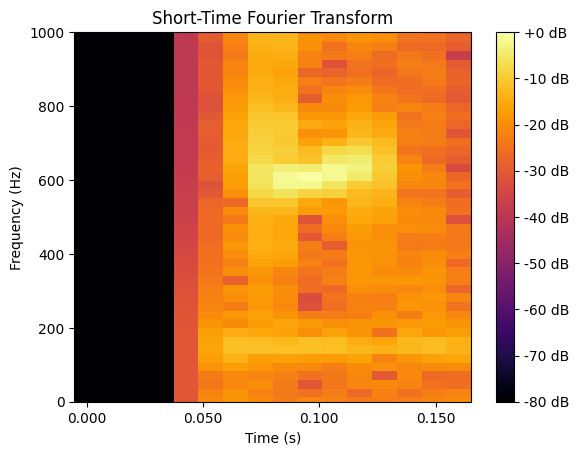 Short-Time Fourier Transform
1000
800
600
400
200
0
Frequency (Hz)
0.000
0.050
0.100
0.150
Time (s)
+0 dB
-10 dB
-20 dB
-30 dB
-40 dB
-50 dB
-60 dB
-70 dB
-80 dB